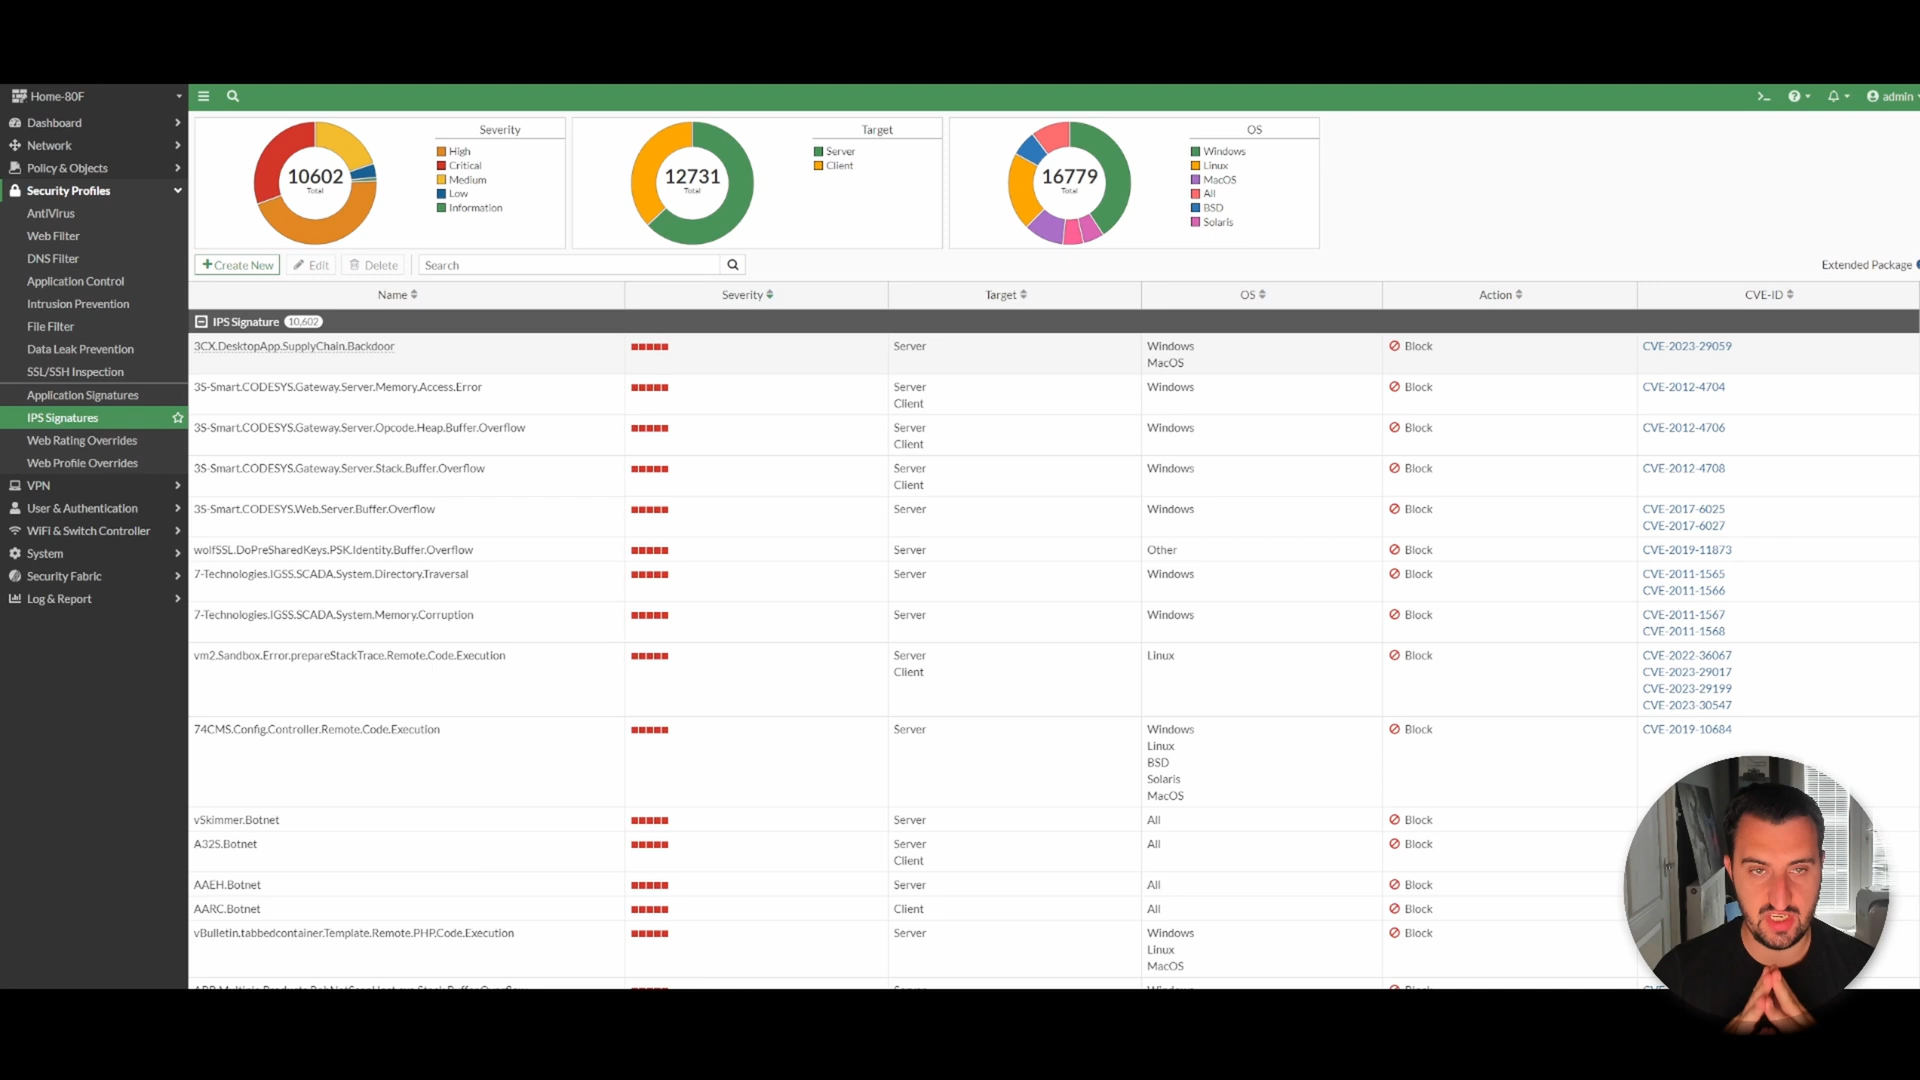 Home-80F
admin
Dashboard
Network
Policy & Objects
Security Profiles
AntiVirus
Web Filter
DNS Filter
Application Control
Intrusion Prevention
File Filter
Data Leak Prevention
SSL/SSH Inspection
Application Signatures
IPS Signatures
Web Rating Overrides
Web Profile Overrides
VPN
User & Authentication
WiFi & Switch Controller
System
Security Fabric
Log & Report
10602
Total
Severity
High
Critical
Medium
Low
Information
12731
Total
Target
Server
Client
16779
Total
OS
Windows
Linux
MacOS
All
BSD
Solaris
Create New Edit Delete Search Extended Package
Name Severity Target OS Action CVE-ID
IPS Signature 10,602
3CX.DesktopApp.SupplyChain.Backdoor Server Windows Block CVE-2023-29059
MacOS
3S-Smart.CODESYS.Gateway.Server.Memory.Access.Error Server Windows Block CVE-2012-4704
Client
3S-Smart.CODESYS.Gateway.Server.Opcode.Heap.Buffer.Overflow Server Windows Block CVE-2012-4706
Client
3S-Smart.CODESYS.Gateway.Server.Stack.Buffer.Overflow Server Windows Block CVE-2012-4708
Client
3S-Smart.CODESYS.Web.Server.Buffer.Overflow Server Windows Block CVE-2017-6025
CVE-2017-6027
wolfSSL.DoPreSharedKeys.PSK.Identity.Buffer.Overflow Server Other Block CVE-2019-11873
7-Technologies.IGSS.SCADA.System.Directory.Traversal Server Windows Block CVE-2011-1565
CVE-2011-1566
7-Technologies.IGSS.SCADA.System.Memory.Corruption Server Windows Block CVE-2011-1567
CVE-2011-1568
vm2.Sandbox.Error.prepareStackTrace.Remote.Code.Execution Server Linux Block CVE-2022-36067
Client CVE-2023-29017
CVE-2023-29199
CVE-2023-30547
74CMS.Config.Controller.Remote.Code.Execution Server Windows Block CVE-2019-10684
Linux
BSD
Solaris
MacOS
vSkimmer.Botnet Server All Block
A32S.Botnet Server All Block
Client
AAEH.Botnet Server All Block
AARC.Botnet Client All Block
vBulletin.tabbedcontainer.Template.Remote.PHP.Code.Execution Server Windows Block
Linux
MacOS